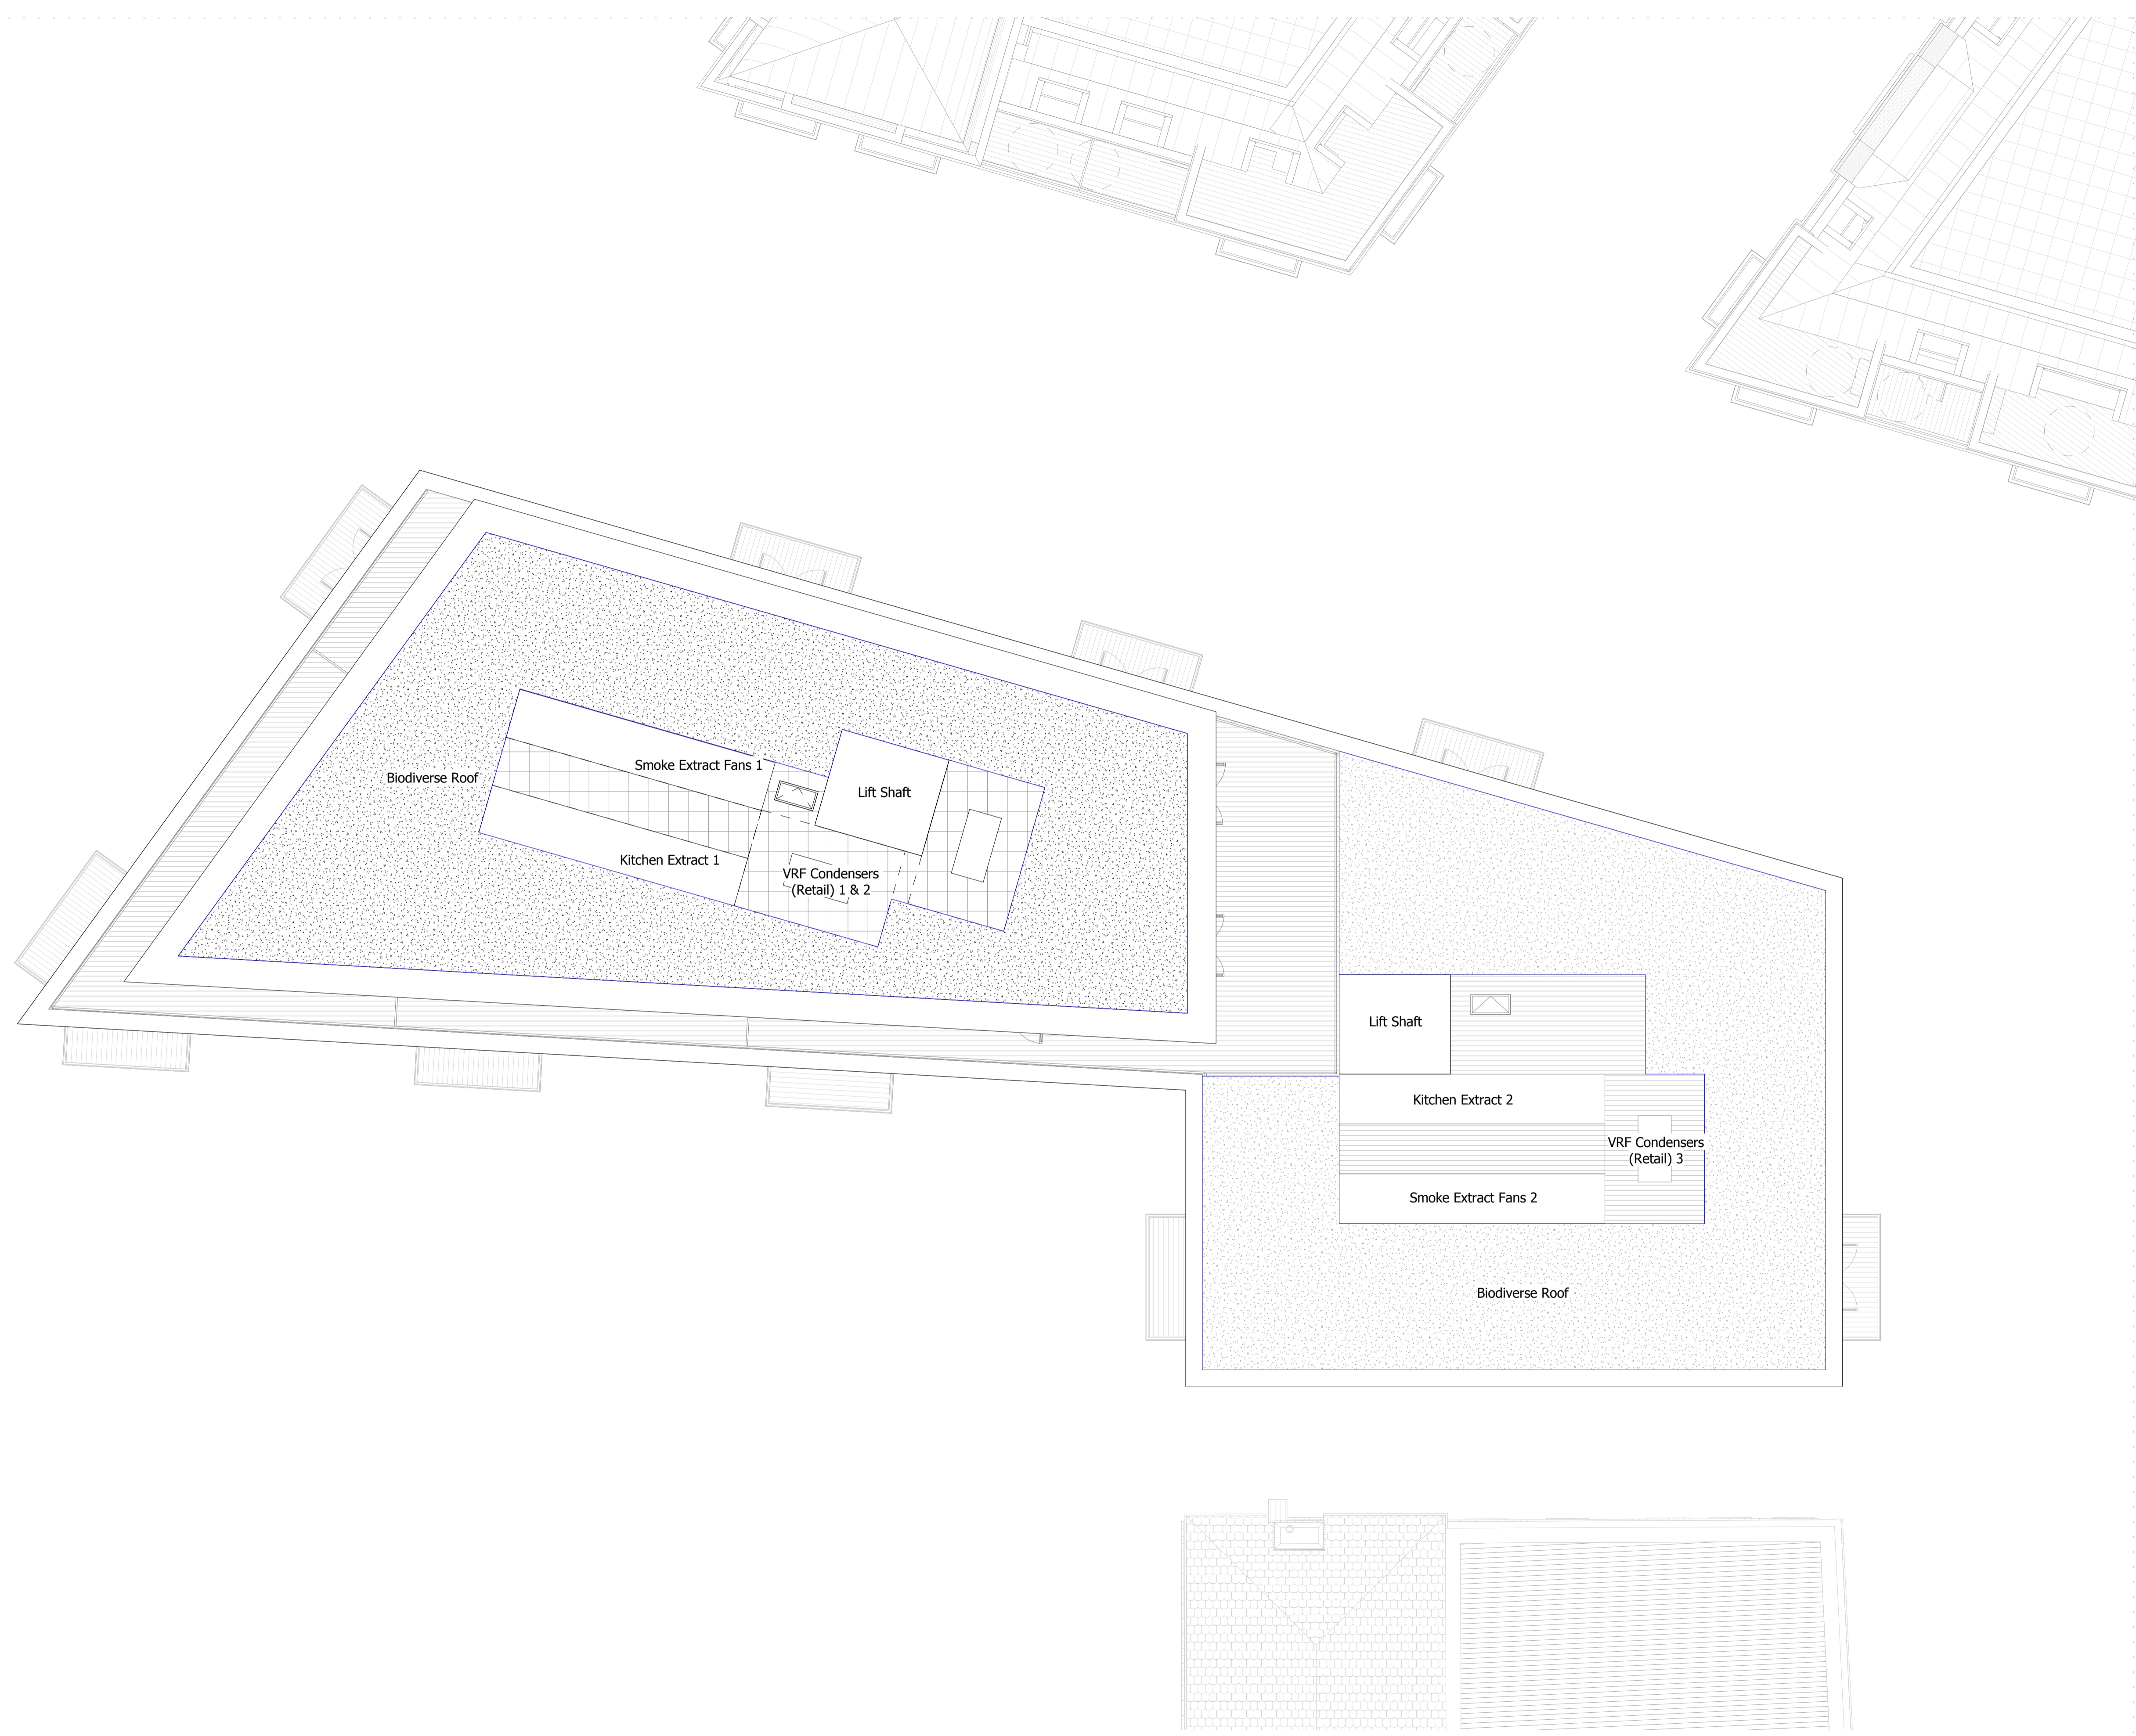 Smoke Extract Fans 1
Biodiverse Roof
Lift Shaft
Kitchen Extract 1
VRF Condensers
(Retail) 1 & 2
Lift Shaft
Kitchen Extract 2
VRF Condensers
(Retail) 3
Smoke Extract Fans 2
Biodiverse Roof